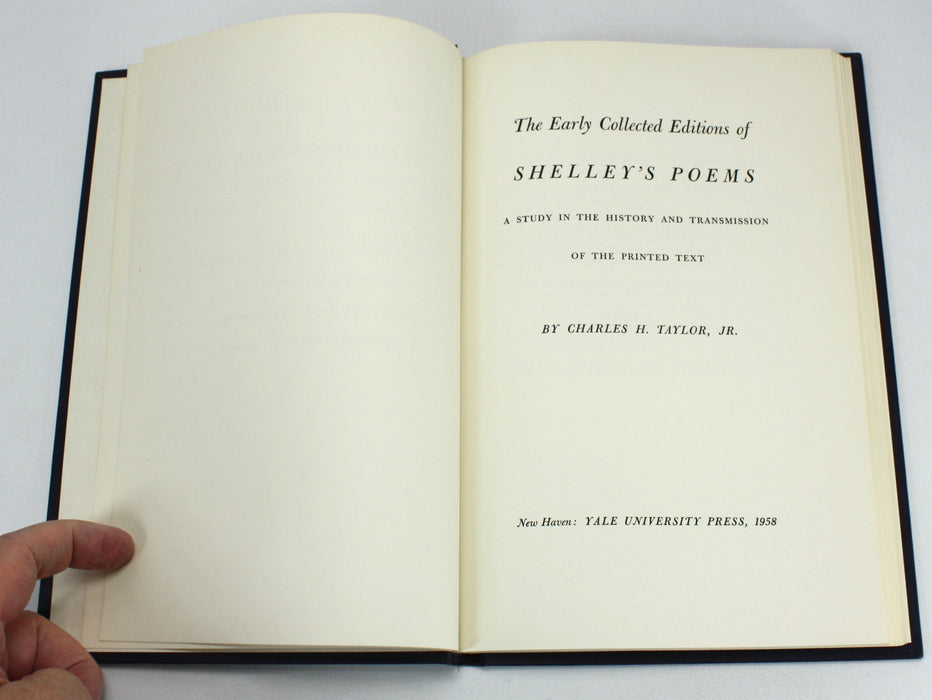 The Early Collected Editions of
SHELLEY'S POEMS
A STUDY IN THE HISTORY AND TRANSMISSION
OF THE PRINTED TEXT
BY CHARLES H. TAYLOR, JR.
New Haven: YALE UNIVERSITY PRESS, 1958